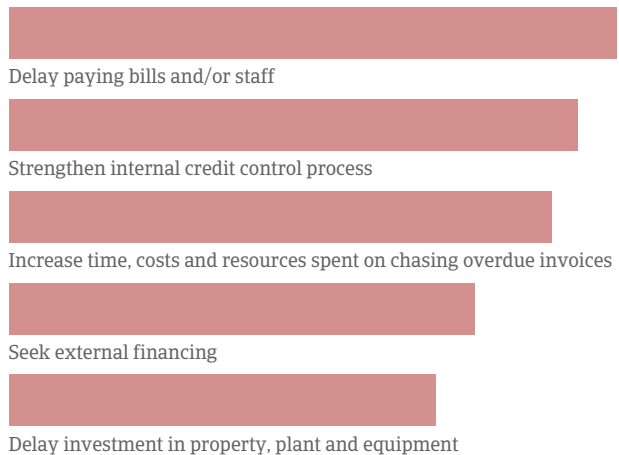 Delay paying bills and/or staff
Strengthen internal credit control process
Increase time, costs and resources spent on chasing overdue invoices
Seek external financing
Delay investment in property, plant and equipment